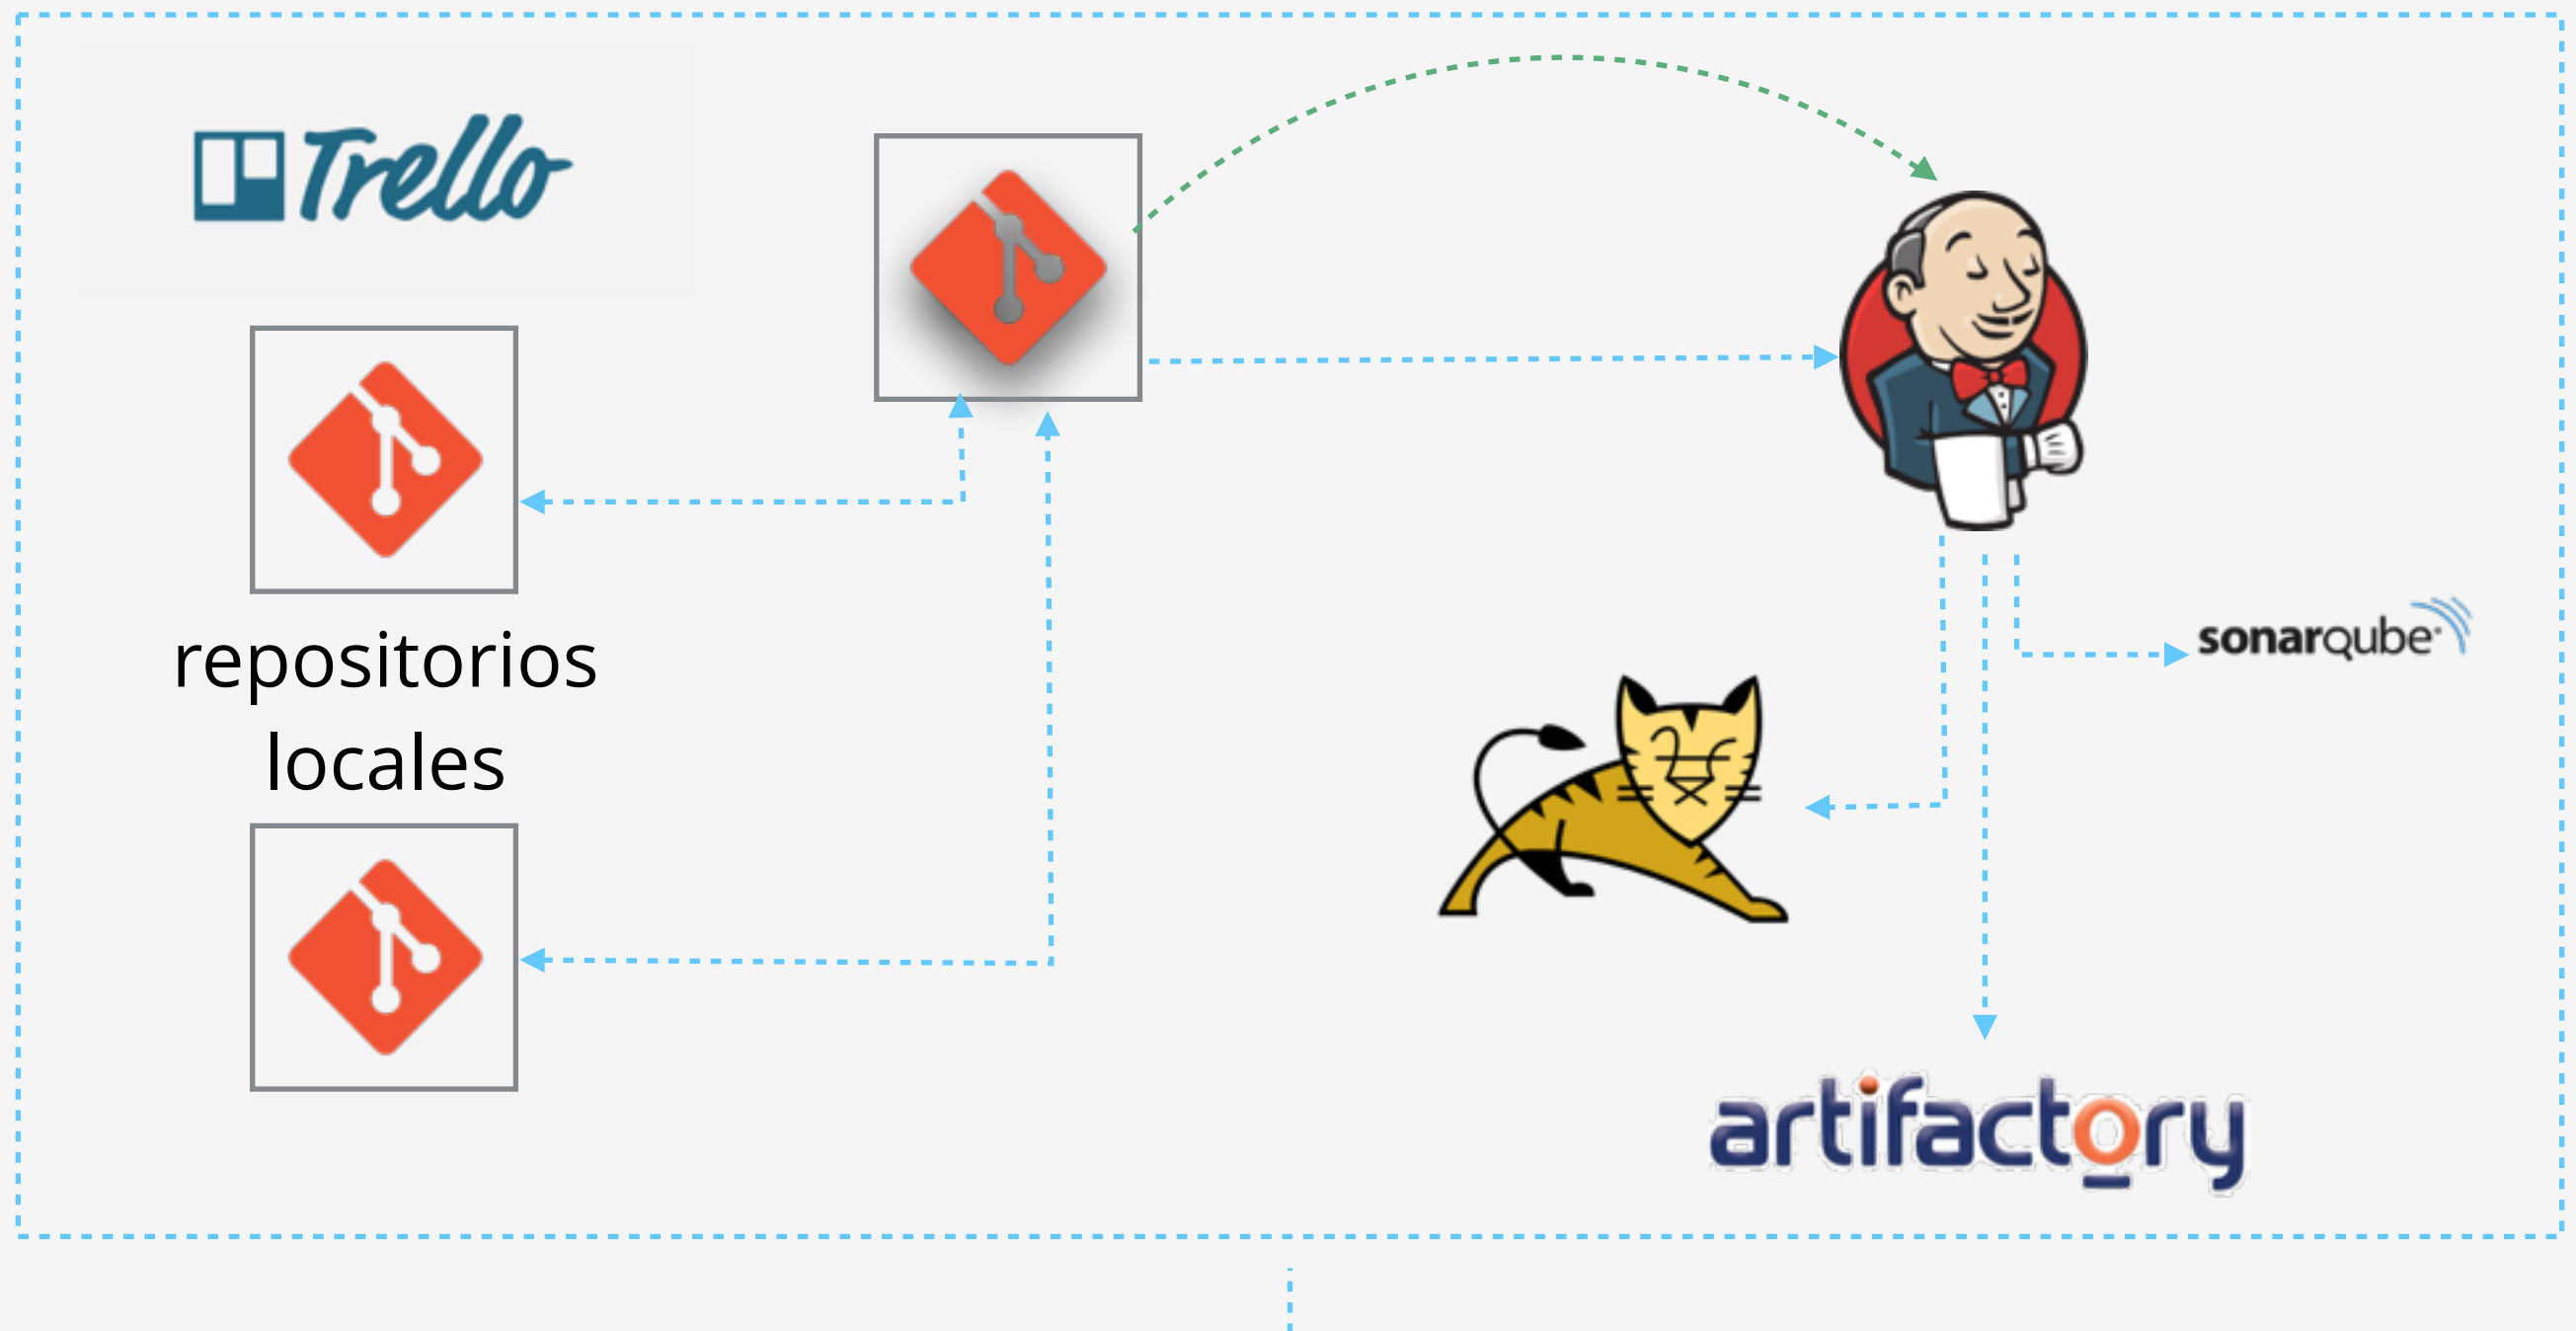 Trello
repositorios
locales
sonarqube
artifactory